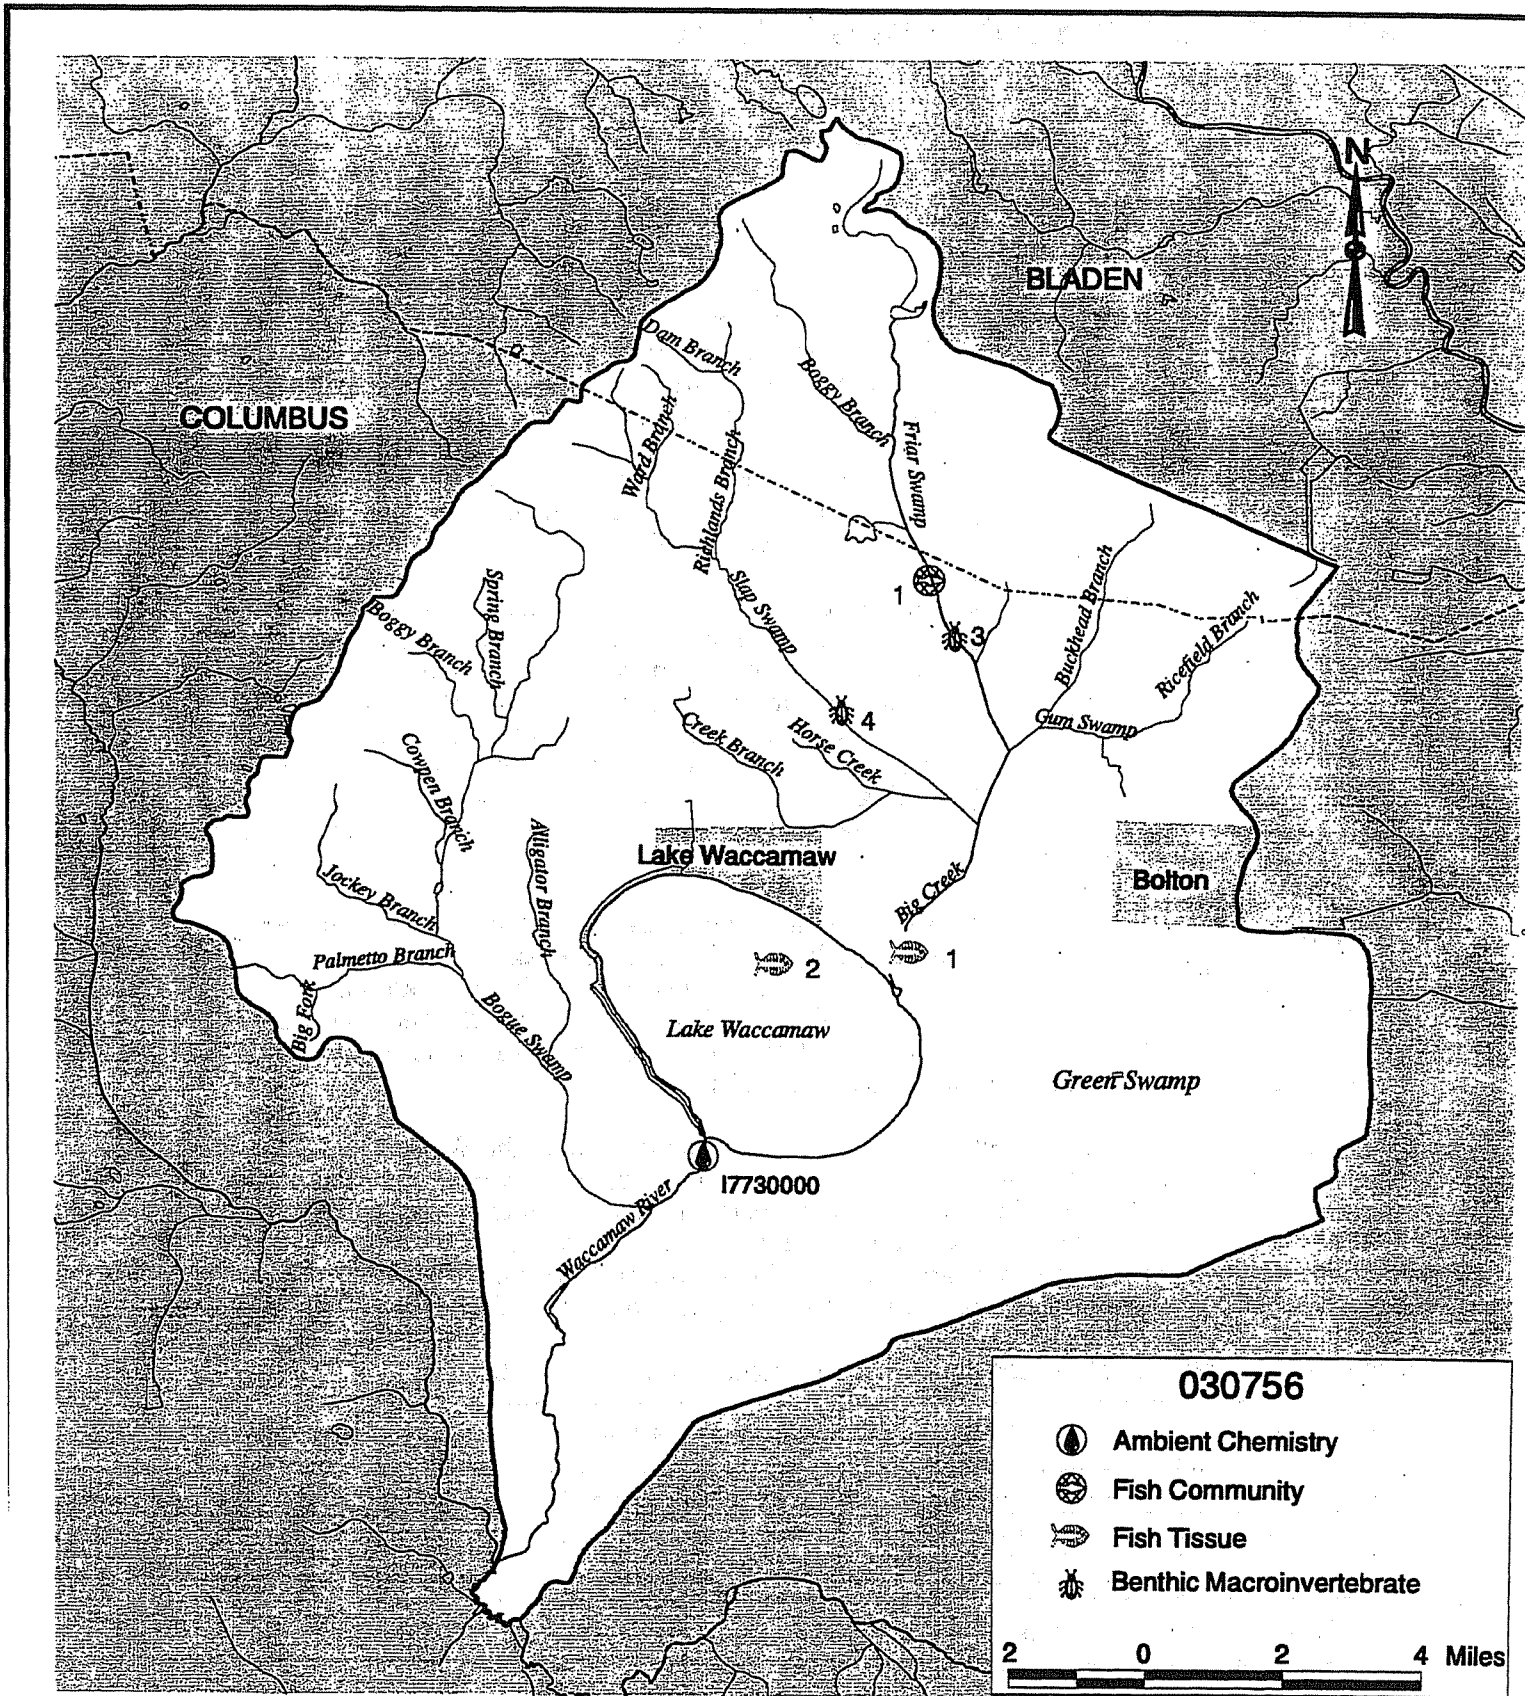 N
BLADEN
COLUMBUS
Dam Branch
Boggy Branch
Ward Branch
Richlands Branch
Friar Swamp
1
3
Slap Swamp
Buckhead Branch
Ricefield Branch
Boggy Branch
Spring Branch
4
Gum Swamp
Creek Branch
Horse Creek
Cowpen Branch
Alligator Branch
Lake Waccamaw
Bolton
Jockey Branch
Big Creek
Palmetto Branch
2
1
Big Fork
Bogue Swamp
Lake Waccamaw
Green Swamp
I7730000
Waccamaw River
030756
Ambient Chemistry
Fish Community
Fish Tissue
Benthic Macroinvertebrate
2 0 2 4 Miles